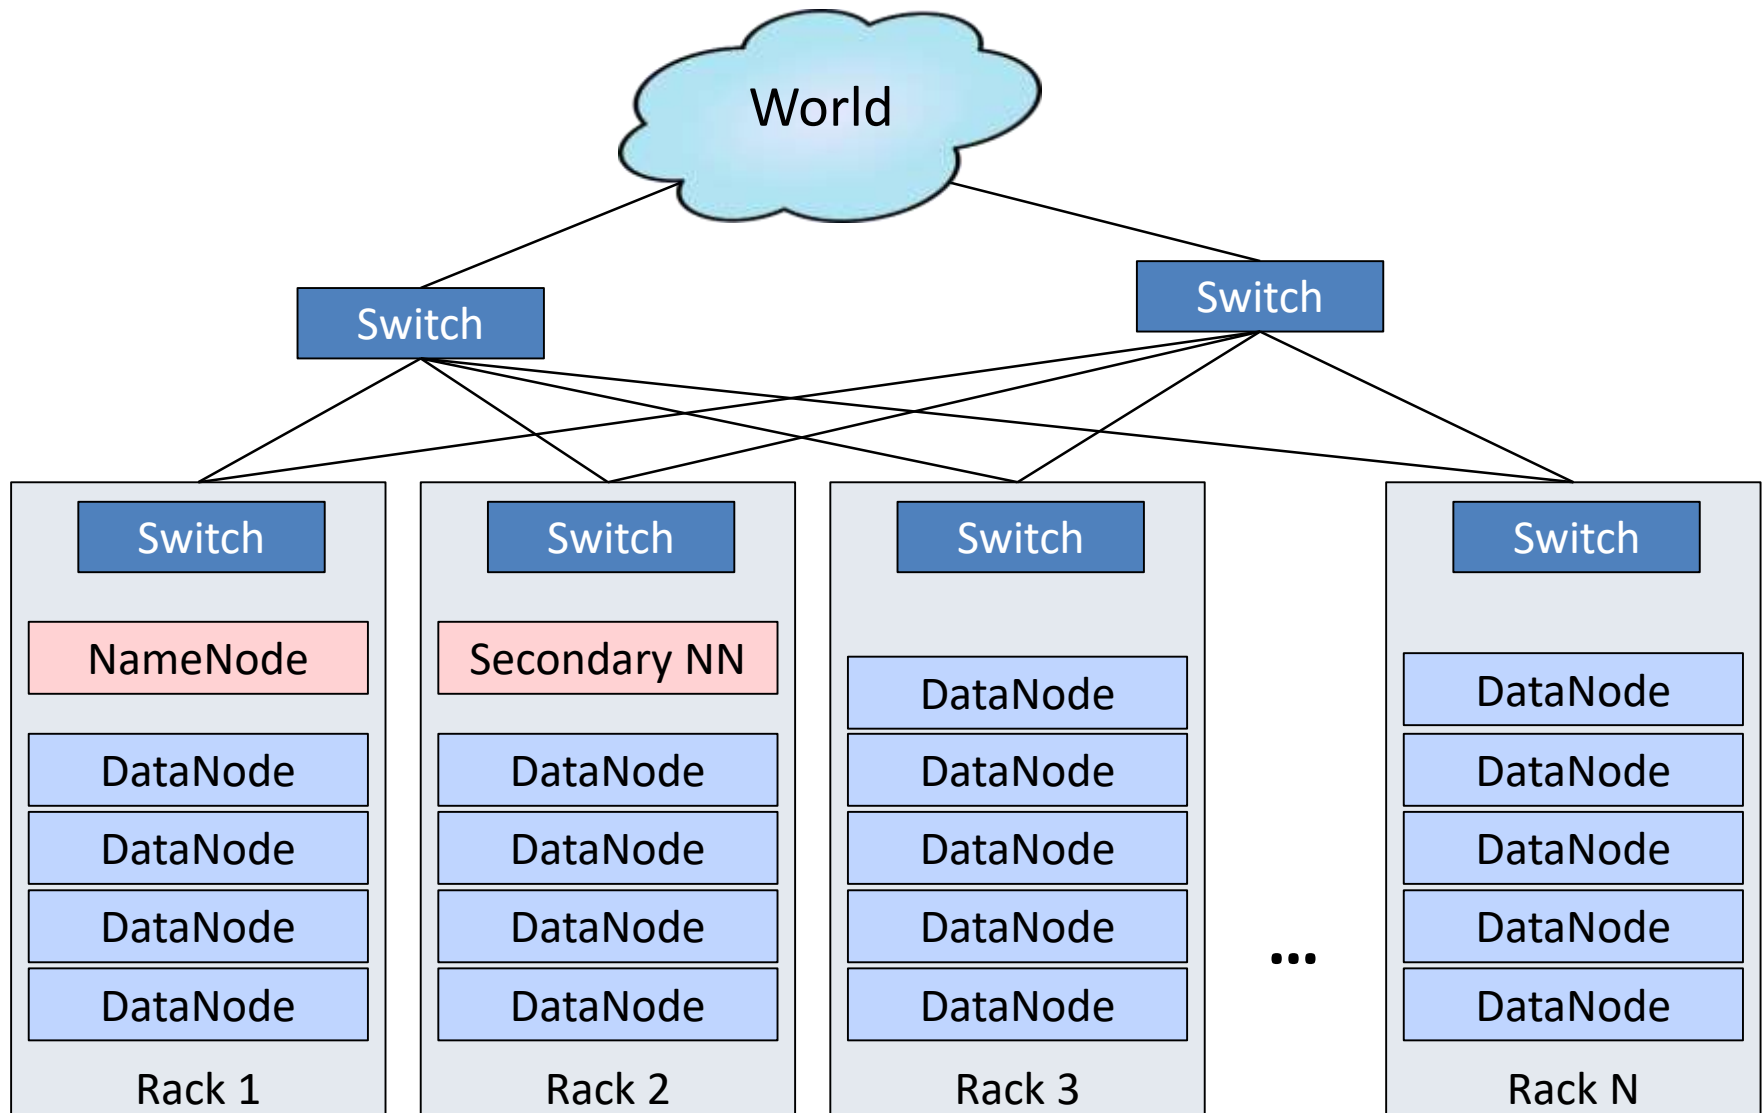 World
Switch
Switch
Switch
NameNode
DataNode
DataNode
DataNode
DataNode
Rack 1
Switch
Secondary NN
DataNode
DataNode
DataNode
DataNode
Rack 2
Switch
DataNode
DataNode
DataNode
DataNode
DataNode
Rack 3
...
Switch
DataNode
DataNode
DataNode
DataNode
DataNode
Rack N